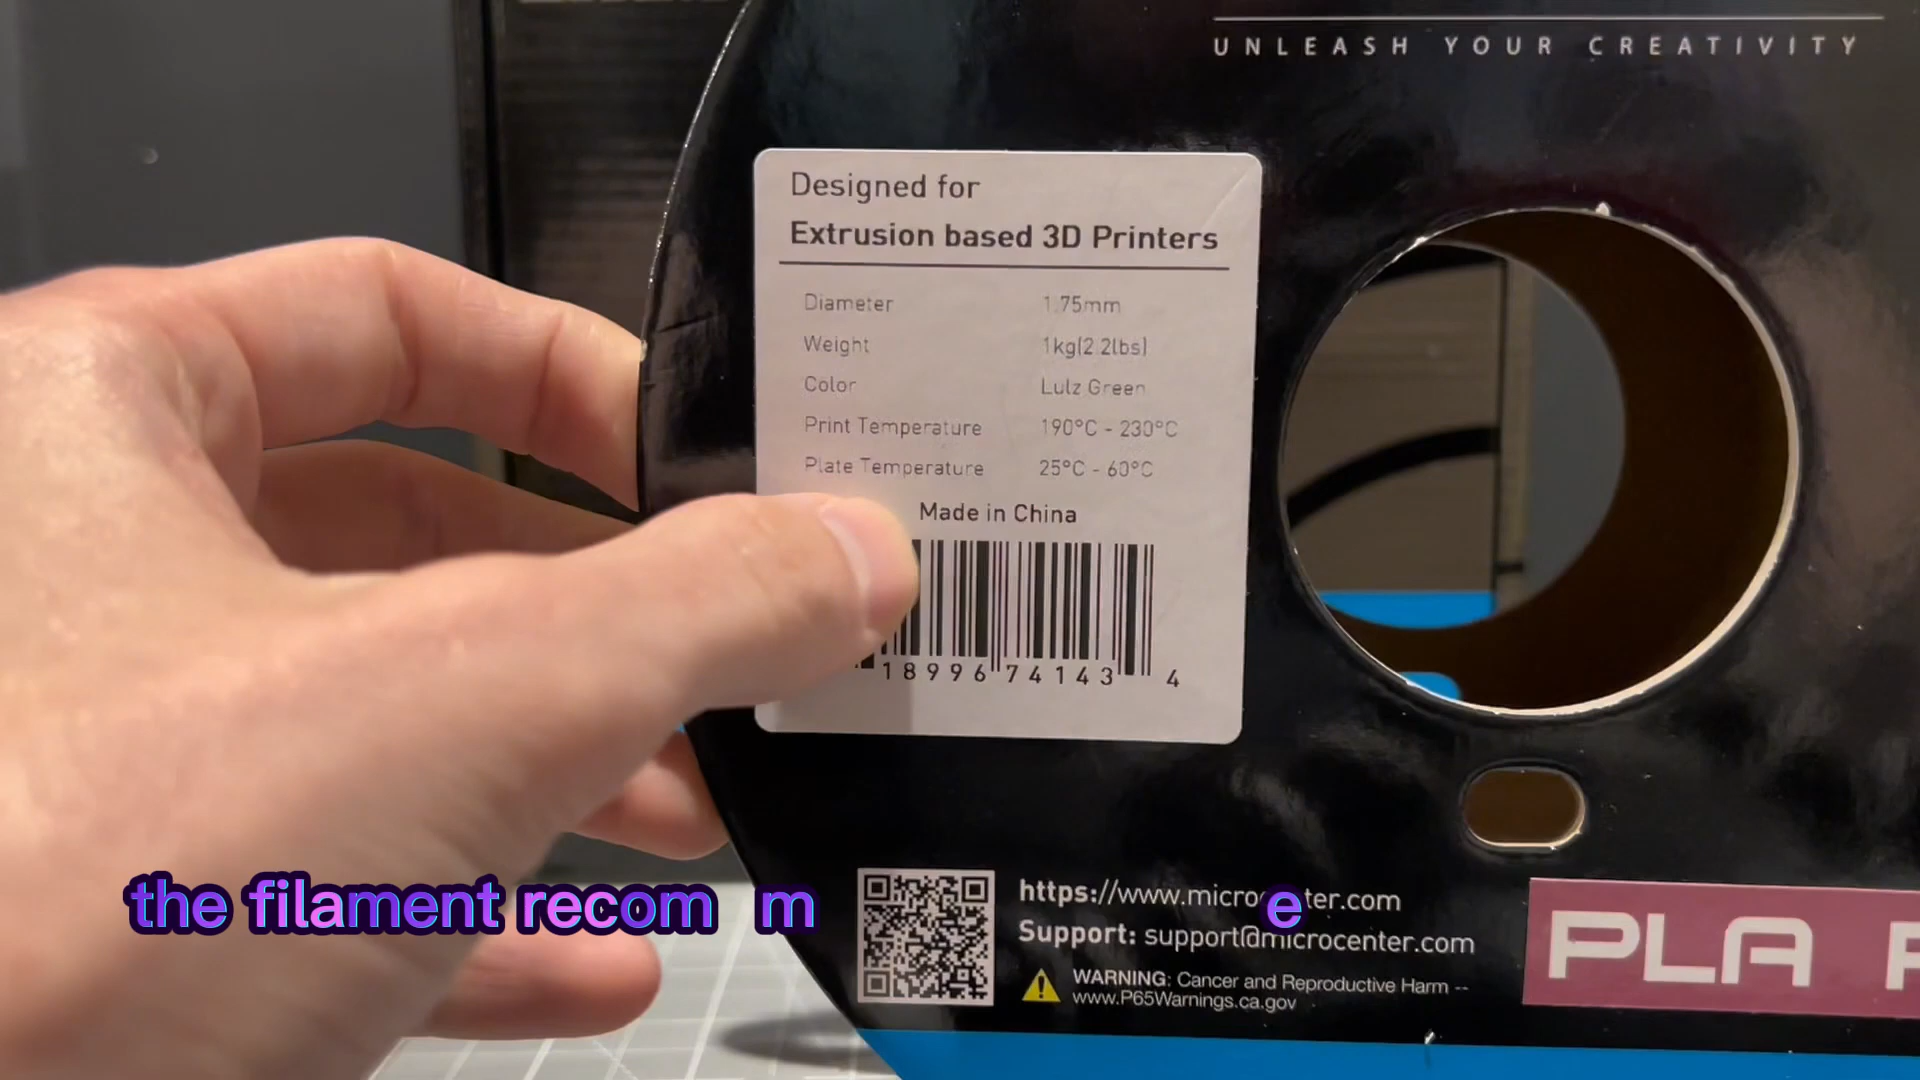 UNLEASH YOUR CREATIVITY
Designed for
Extrusion based 3D Printers
Diameter 1.75mm
Weight 1kg(2.2lbs)
Color Lulz Green
Print Temperature 190°C - 230°C
Plate Temperature 25°C - 60°C
Made in China
18996 74143 4
the filament recom m e
https://www.microcenter.com
Support: support@microcenter.com
WARNING: Cancer and Reproductive Harm --
www.P65Warnings.ca.gov
PLA